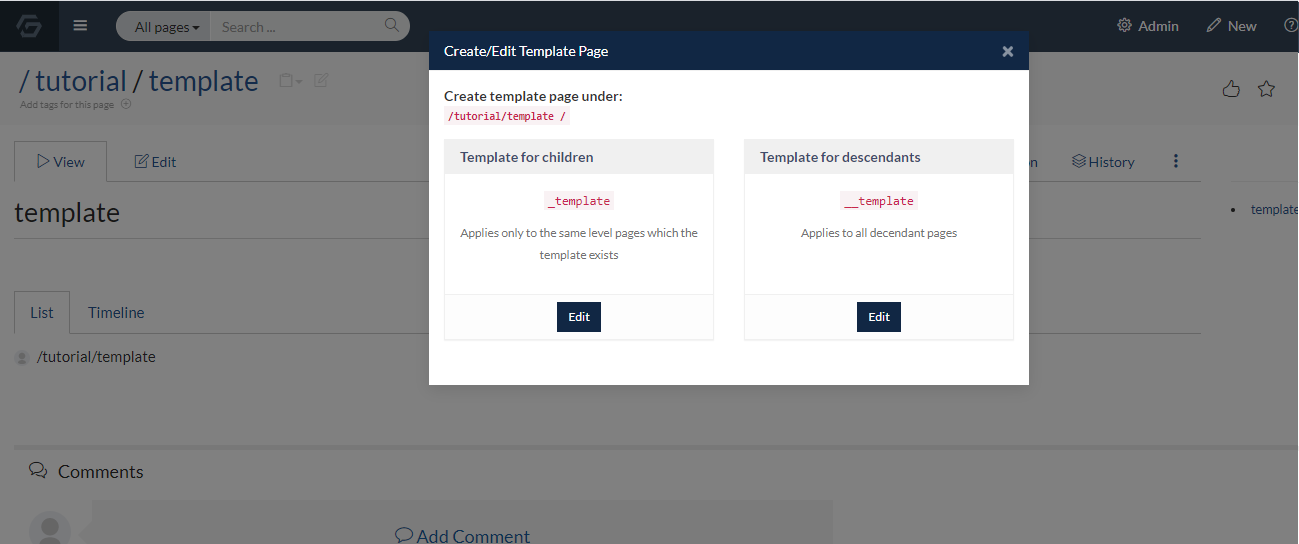 All pages
Search ...
Admin
New
/ tutorial / template
Add tags for this page
View
Edit
History
template
template
List
Timeline
/tutorial/template
Comments
Add Comment
Create/Edit Template Page
×
Create template page under:
/tutorial/template /
Template for children
_template
Applies only to the same level pages which the
template exists
Edit
Template for descendants
__template
Applies to all decendant pages
Edit